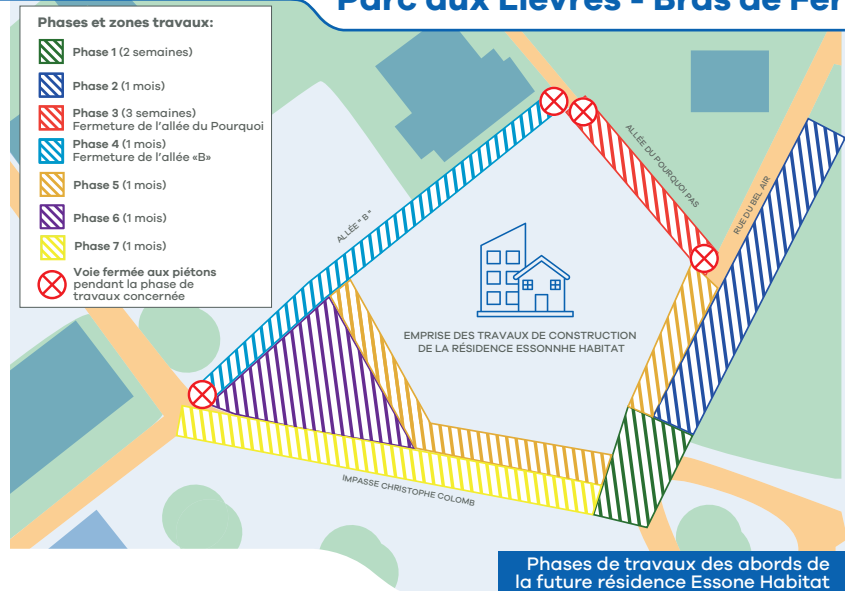 Parc aux Lièvres - Bras de Fer
Phases et zones travaux:
Phase 1 (2 semaines)
Phase 2 (1 mois)
Phase 3 (3 semaines)
Fermeture de l'allée du Pourquoi
Phase 4 (1 mois)
Fermeture de l'allée «B»
Phase 5 (1 mois)
Phase 6 (1 mois)
Phase 7 (1 mois)
Voie fermée aux piétons
pendant la phase de
travaux concernée
ALLÉE DU POURQUOI PAS
RUE DU BEL AIR
ALLÉE " B "
EMPRISE DES TRAVAUX DE CONSTRUCTION
DE LA RÉSIDENCE ESSONNHE HABITAT
IMPASSE CHRISTOPHE COLOMB
Phases de travaux des abords de
la future résidence Essone Habitat